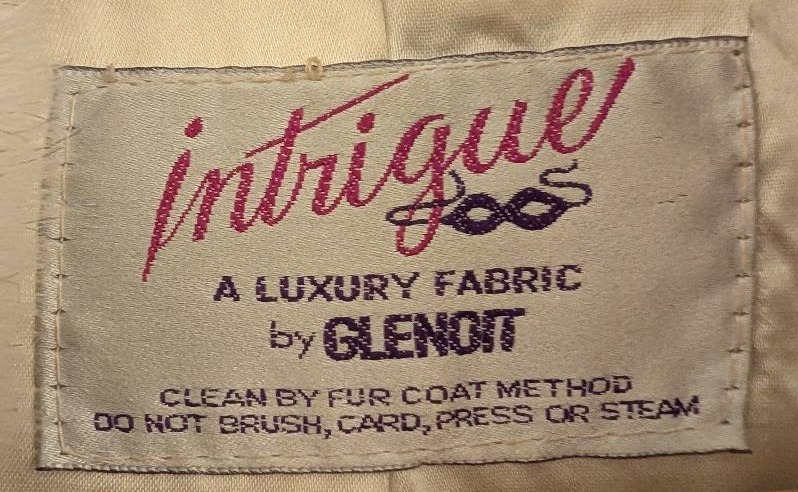 intrigue
A LUXURY FABRIC
by GLENOIT
CLEAN BY FUR COAT METHOD
DO NOT BRUSH, CARD, PRESS OR STEAM